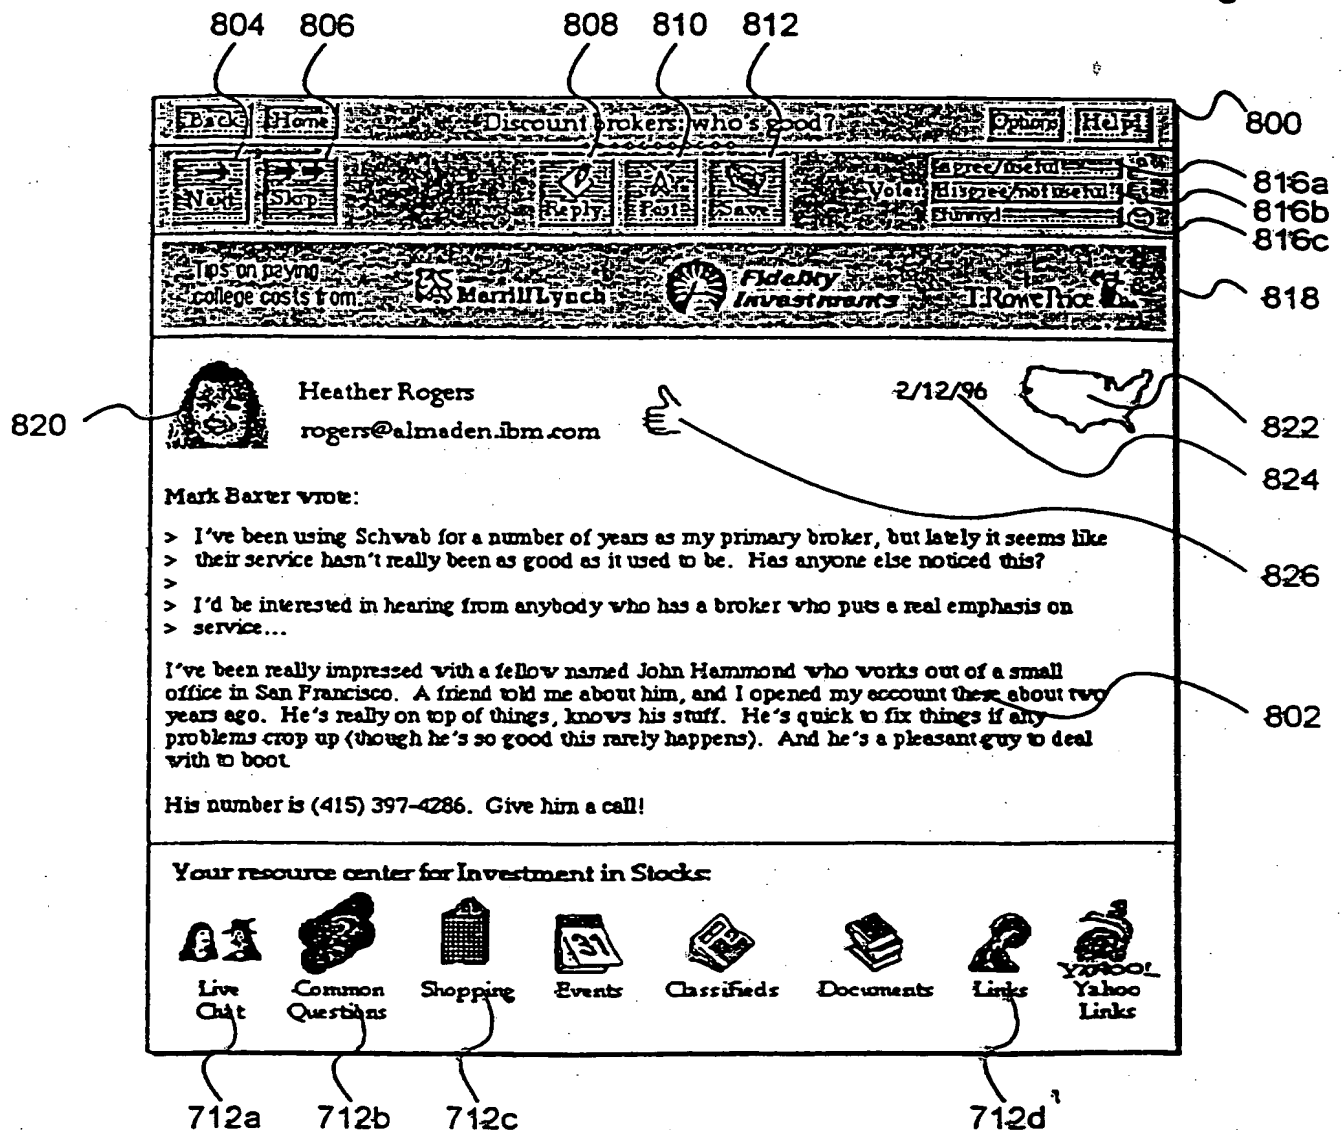 804 806 808 810 812
Back Home Discount brokers: who's good? Options Help! 800
Next Skip Reply Post Save Vote: agree/useful 816a
disgree/not useful 816b
funny! 816c
Tips on paying
college costs from Merrill Lynch Fidelity Investments T. Rowe Price 818
Heather Rogers 2/12/96
820 rogers@almaden.ibm.com 822
824
Mark Baxter wrote:
> I've been using Schwab for a number of years as my primary broker, but lately it seems like
> their service hasn't really been as good as it used to be. Has anyone else noticed this?
> 826
> I'd be interested in hearing from anybody who has a broker who puts a real emphasis on
> service...
I've been really impressed with a fellow named John Hammond who works out of a small
office in San Francisco. A friend told me about him, and I opened my account there about two
years ago. He's really on top of things, knows his stuff. He's quick to fix things if any 802
problems crop up (though he's so good this rarely happens). And he's a pleasant guy to deal
with to boot.
His number is (415) 397-4286. Give him a call!
Your resource center for Investment in Stocks:
31
YAHOO!
Live Common Shopping Events Classifieds Documents Links Yahoo
Chat Questions Links
712a 712b 712c 712d